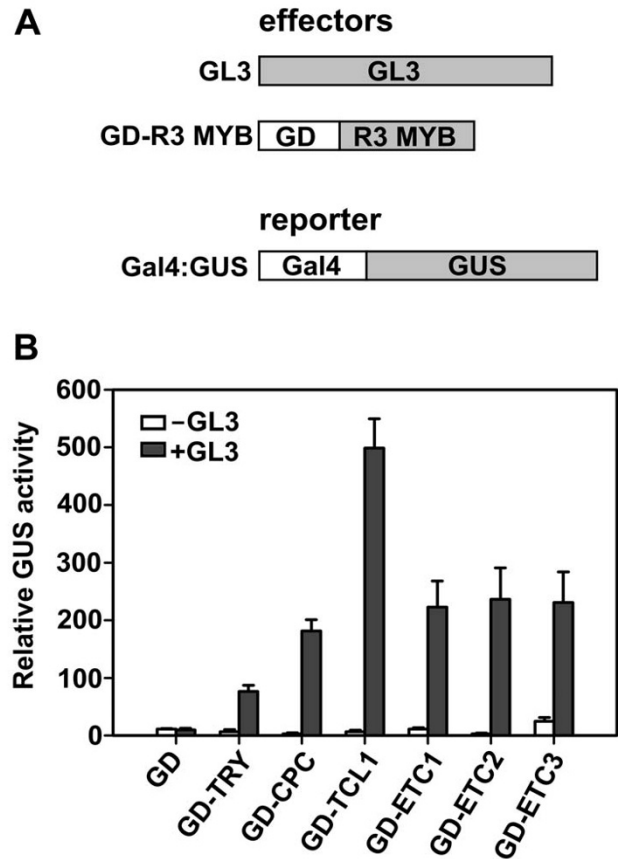 A
effectors
GL3 GL3
GD-R3 MYB GD R3 MYB
reporter
Gal4:GUS Gal4 GUS
B
600
500
400
300
200
100
0
Relative GUS activity
−GL3
+GL3
GD
GD-TRY
GD-CPC
GD-TCL1
GD-ETC1
GD-ETC2
GD-ETC3